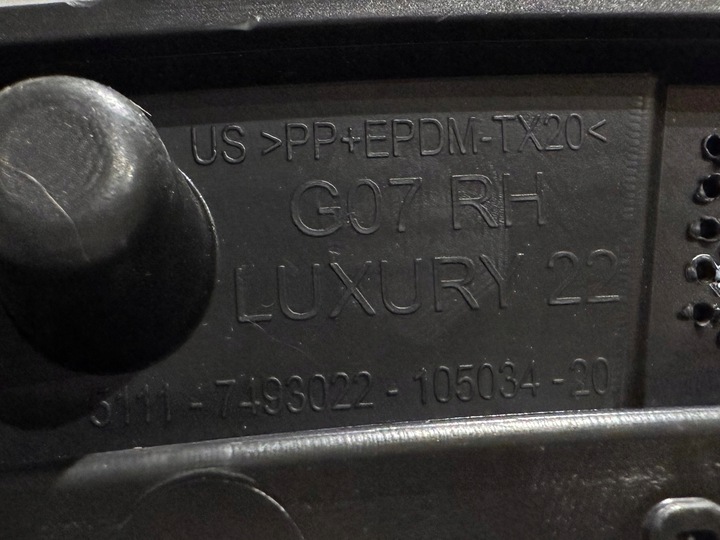 US >PP+EPDM-TX20<
G07 RH
LUXURY 22
5111 - 7493022 - 105034 - 20